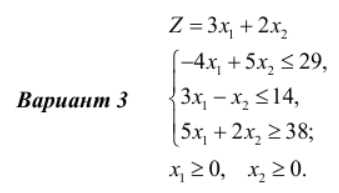 Z = 3x₁ + 2x₂
−4x₁ + 5x₂ ≤ 29,
Вариант 3
3x₁ − x₂ ≤ 14,
5x₁ + 2x₂ ≥ 38;
x₁ ≥ 0, x₂ ≥ 0.